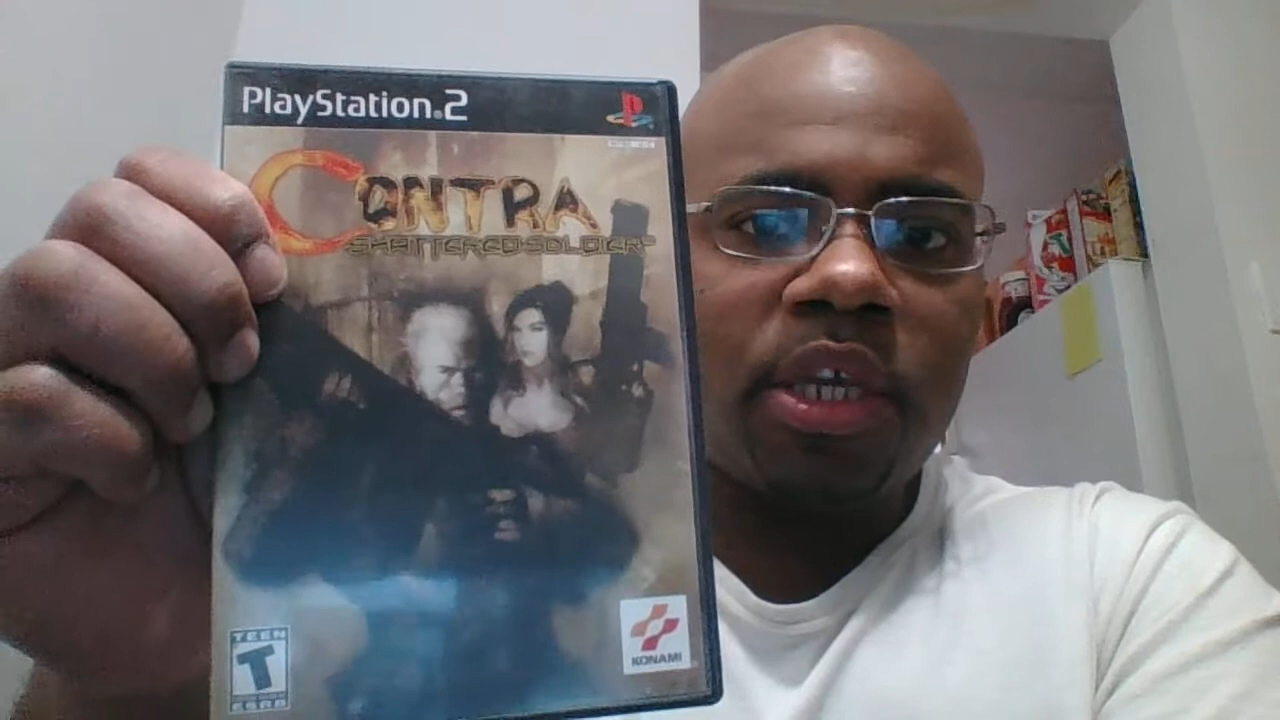 PlayStation®2
CONTRA
SHATTERED SOLDIER
TEEN
T
ESRB
KONAMI